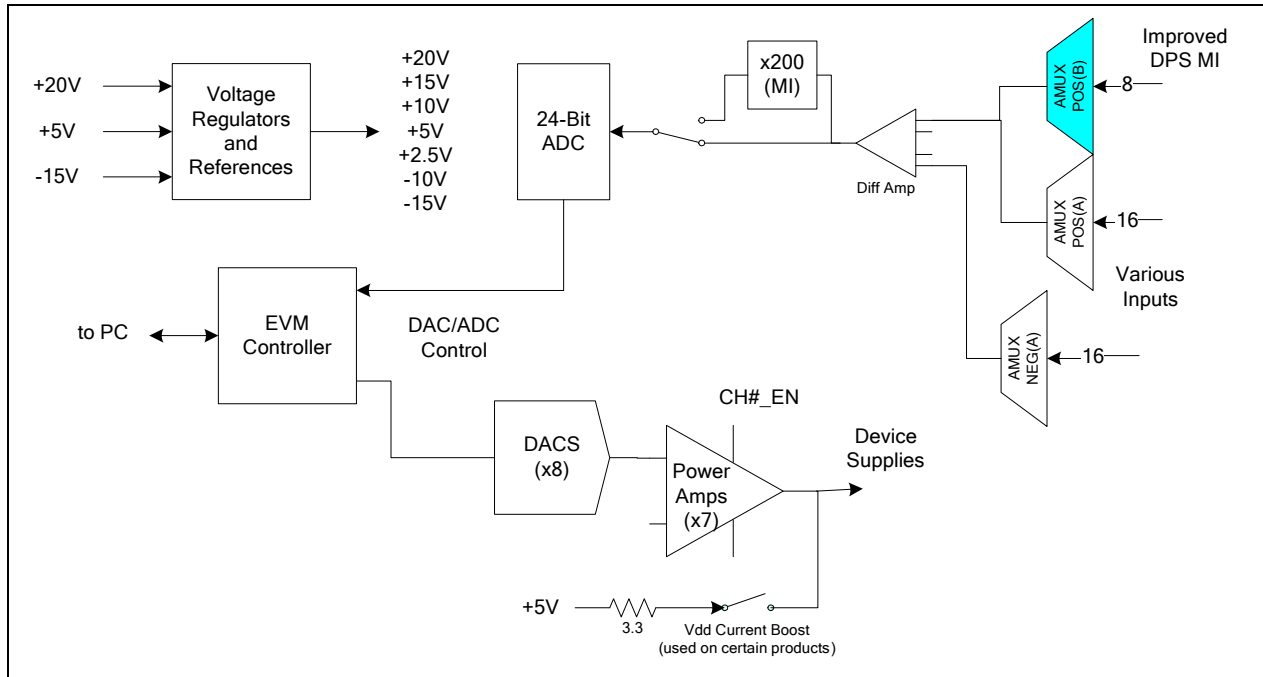 +20V
+5V
-15V
Voltage
Regulators
and
References
+20V
+15V
+10V
+5V
+2.5V
-10V
-15V
24-Bit
ADC
x200
(MI)
Diff Amp
AMUX
POS(B)
8
Improved
DPS MI
AMUX
POS(A)
16
Various
Inputs
AMUX
NEG(A)
16
to PC
EVM
Controller
DAC/ADC
Control
DACS
(x8)
CH#_EN
Power
Amps
(x7)
Device
Supplies
+5V
3.3
Vdd Current Boost
(used on certain products)